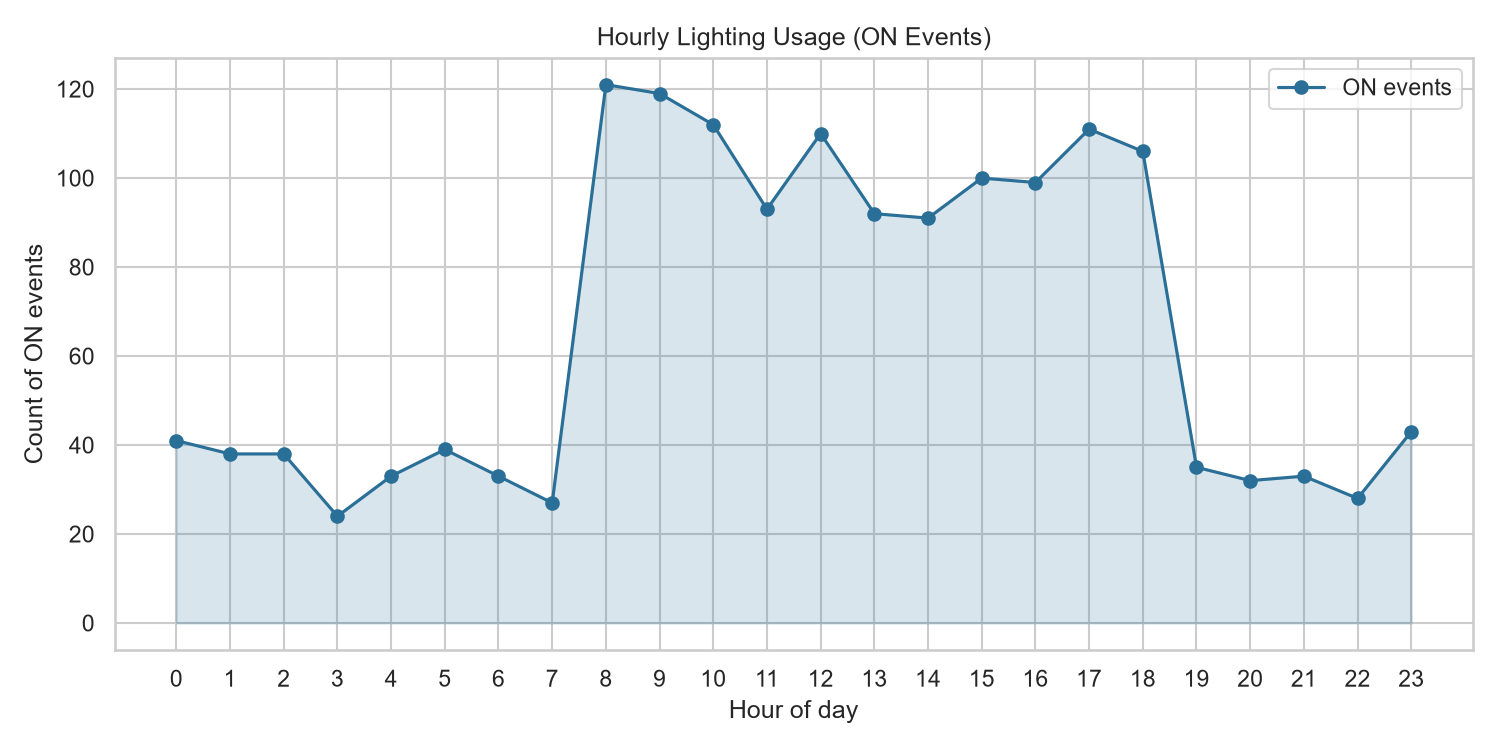 Hourly Lighting Usage (ON Events)
ON events
Count of ON events
120
100
80
60
40
20
0
0 1 2 3 4 5 6 7 8 9 10 11 12 13 14 15 16 17 18 19 20 21 22 23
Hour of day